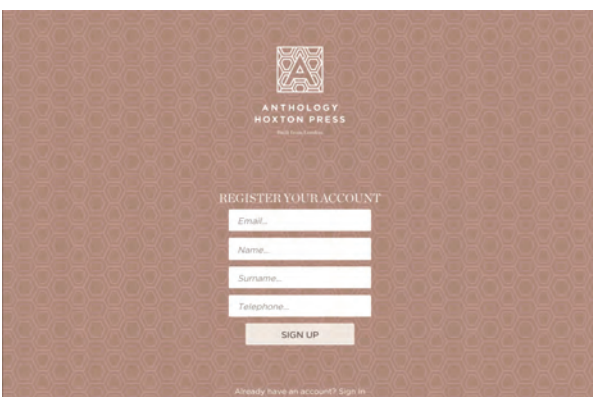 A
ANTHOLOGY
HOXTON PRESS
REGISTER YOUR ACCOUNT
Email...
Name...
Surname...
Telephone...
SIGN UP
Already have an account? Sign in